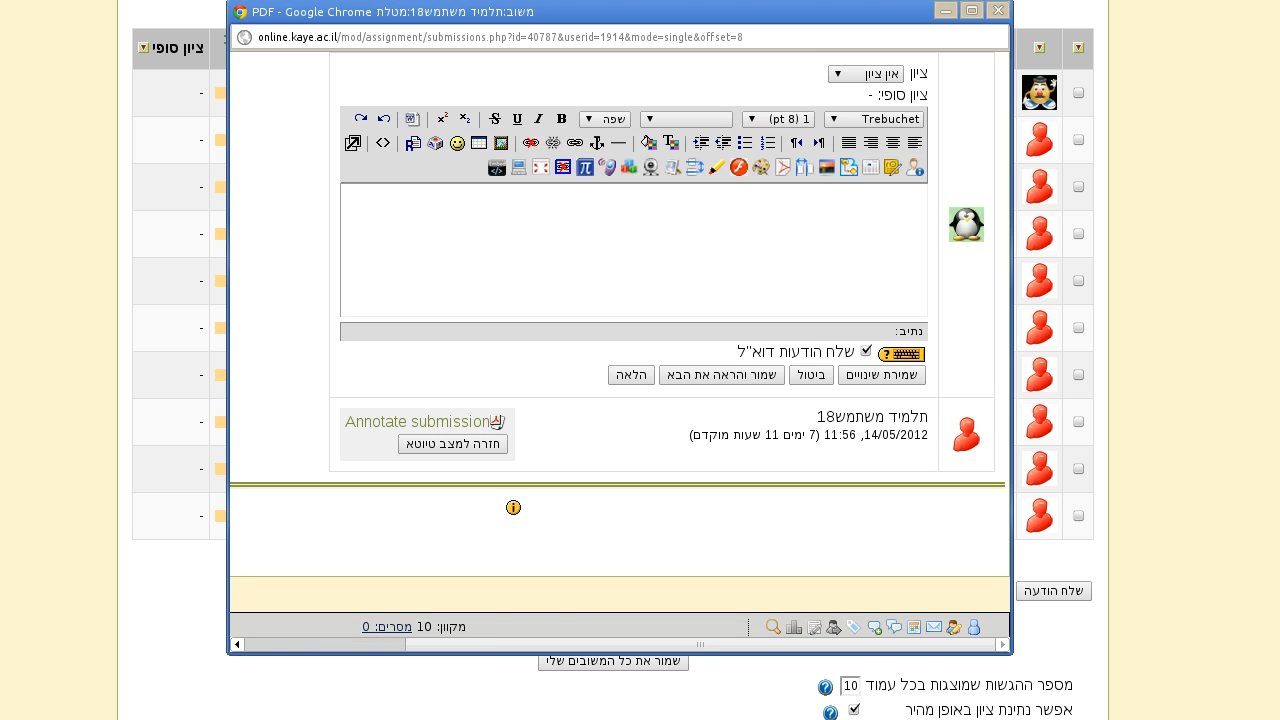 משוב:תלמיד משתמש18:מטלת PDF - Google Chrome
online.kaye.ac.il/mod/assignment/submissions.php?id=40787&userid=1914&mode=single&offset=8
ציון סופי
ציון אין ציון
ציון סופי: -
Trebuchet 1 (8 pt) שפה
נתיב:
שלח הודעות דוא"ל
שמירת שינויים ביטול שמור והראה את הבא הלאה
תלמיד משתמש18
14/05/2012, 11:56 (7 ימים 11 שעות מוקדם)
Annotate submission
חזרה למצב טיוטא
שלח הודעה
מקוון: 10 מסרים: 0
שמור את כל המשובים שלי
מספר ההגשות שמוצגות בכל עמוד 10
אפשר נתינת ציון באופן מהיר